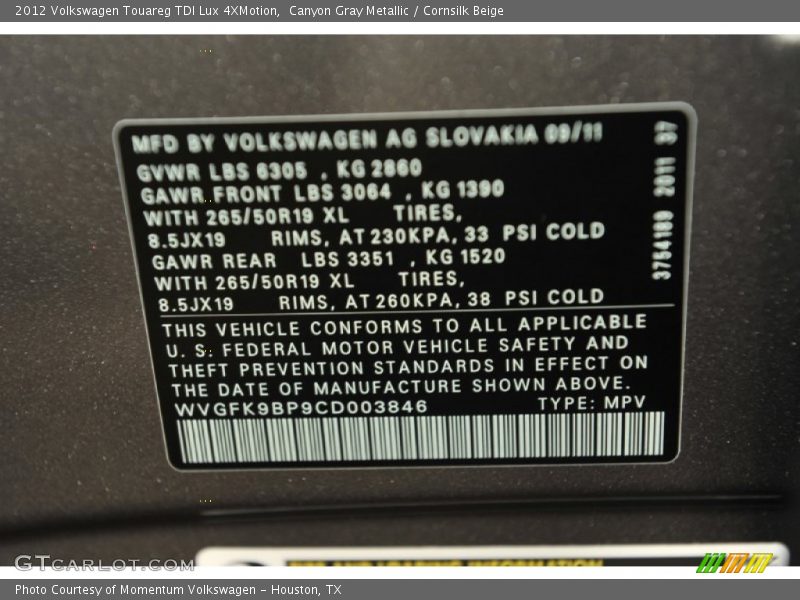 2012 Volkswagen Touareg TDI Lux 4XMotion,  Canyon Gray Metallic / Cornsilk Beige
MFD BY VOLKSWAGEN AG SLOVAKIA 09/11
GVWR LBS 6305 , KG 2860
GAWR FRONT LBS 3064 , KG 1390
WITH 265/50R19 XL TIRES,
8.5JX19 RIMS, AT 230KPA, 33 PSI COLD
GAWR REAR LBS 3351 , KG 1520
WITH 265/50R19 XL TIRES,
8.5JX19 RIMS, AT 260KPA, 38 PSI COLD
3754180 2011 37
THIS VEHICLE CONFORMS TO ALL APPLICABLE
U. S. FEDERAL MOTOR VEHICLE SAFETY AND
THEFT PREVENTION STANDARDS IN EFFECT ON
THE DATE OF MANUFACTURE SHOWN ABOVE.
WVGFK9BP9CD003846 TYPE: MPV
GTCARLOT.COM
Photo Courtesy of Momentum Volkswagen - Houston, TX